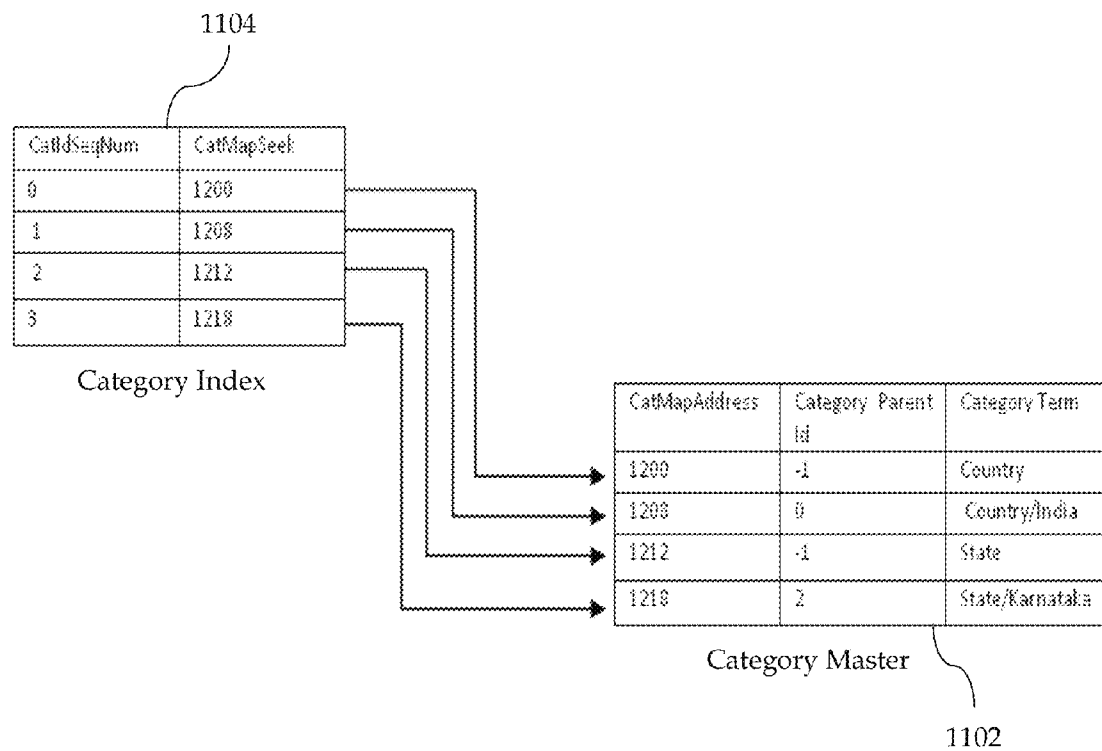 1104
CatIdSeqNum CatMapSeek
0 1200
1 1208
2 1212
3 1218
Category Index
CatMapAddress Category Parent Category Term
Id
1200 -1 Country
1208 0 Country/India
1212 -1 State
1218 2 State/Karnataka
Category Master
1102